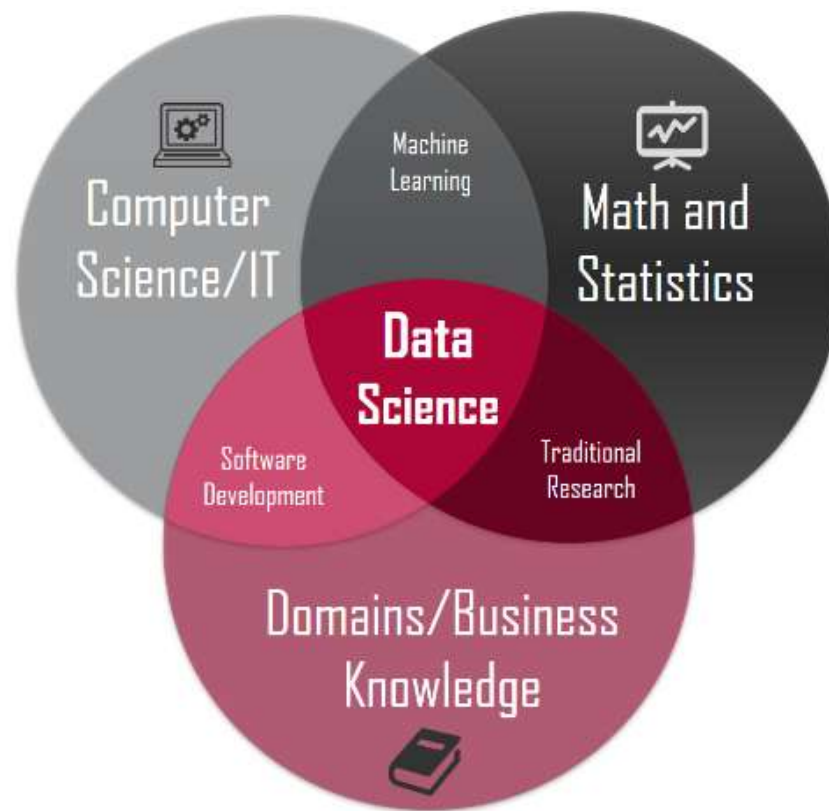 Machine
Learning
Computer
Science/IT
Math and
Statistics
Data
Science
Software
Development
Traditional
Research
Domains/Business
Knowledge